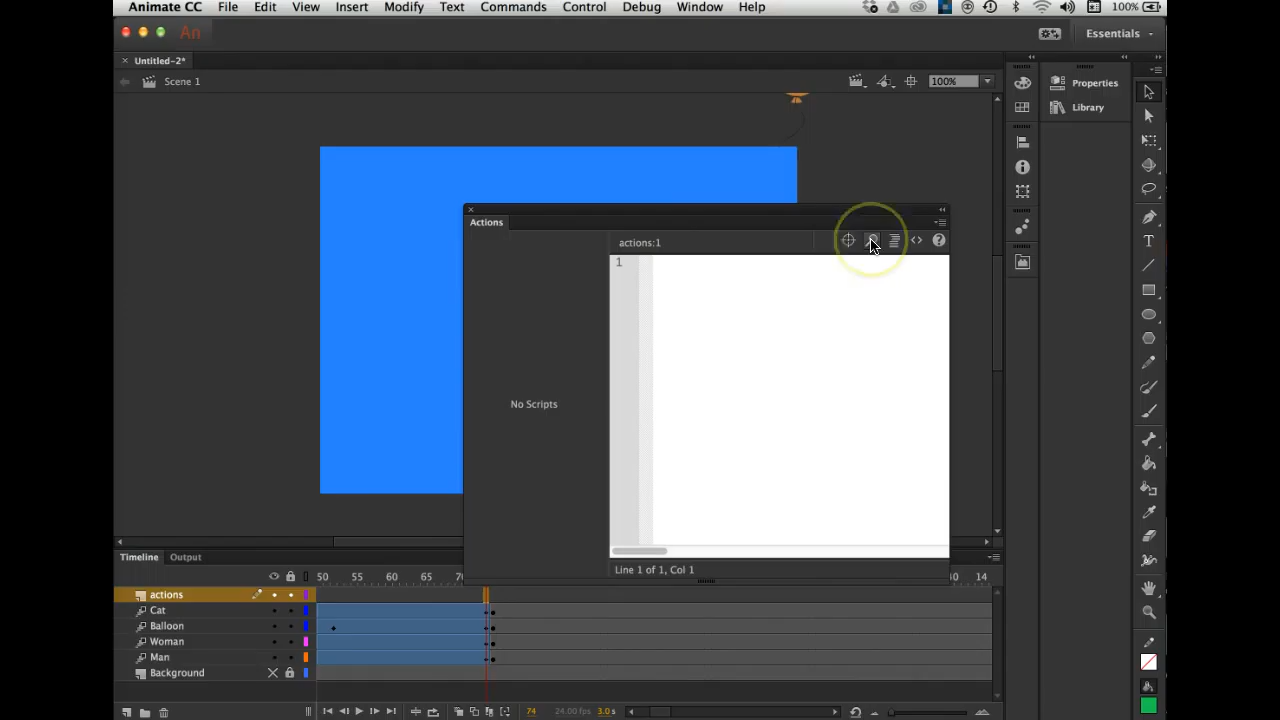 Animate CC File Edit View Insert Modify Text Commands Control Debug Window Help 100%
An Essentials
Untitled-2*
Scene 1 100%
Properties
Library
Actions
actions:1
1
No Scripts
Line 1 of 1, Col 1
Timeline Output
50 55 60 65 70 14
actions
Cat
Balloon
Woman
Man
Background
74 24.00 fps 3.0 s